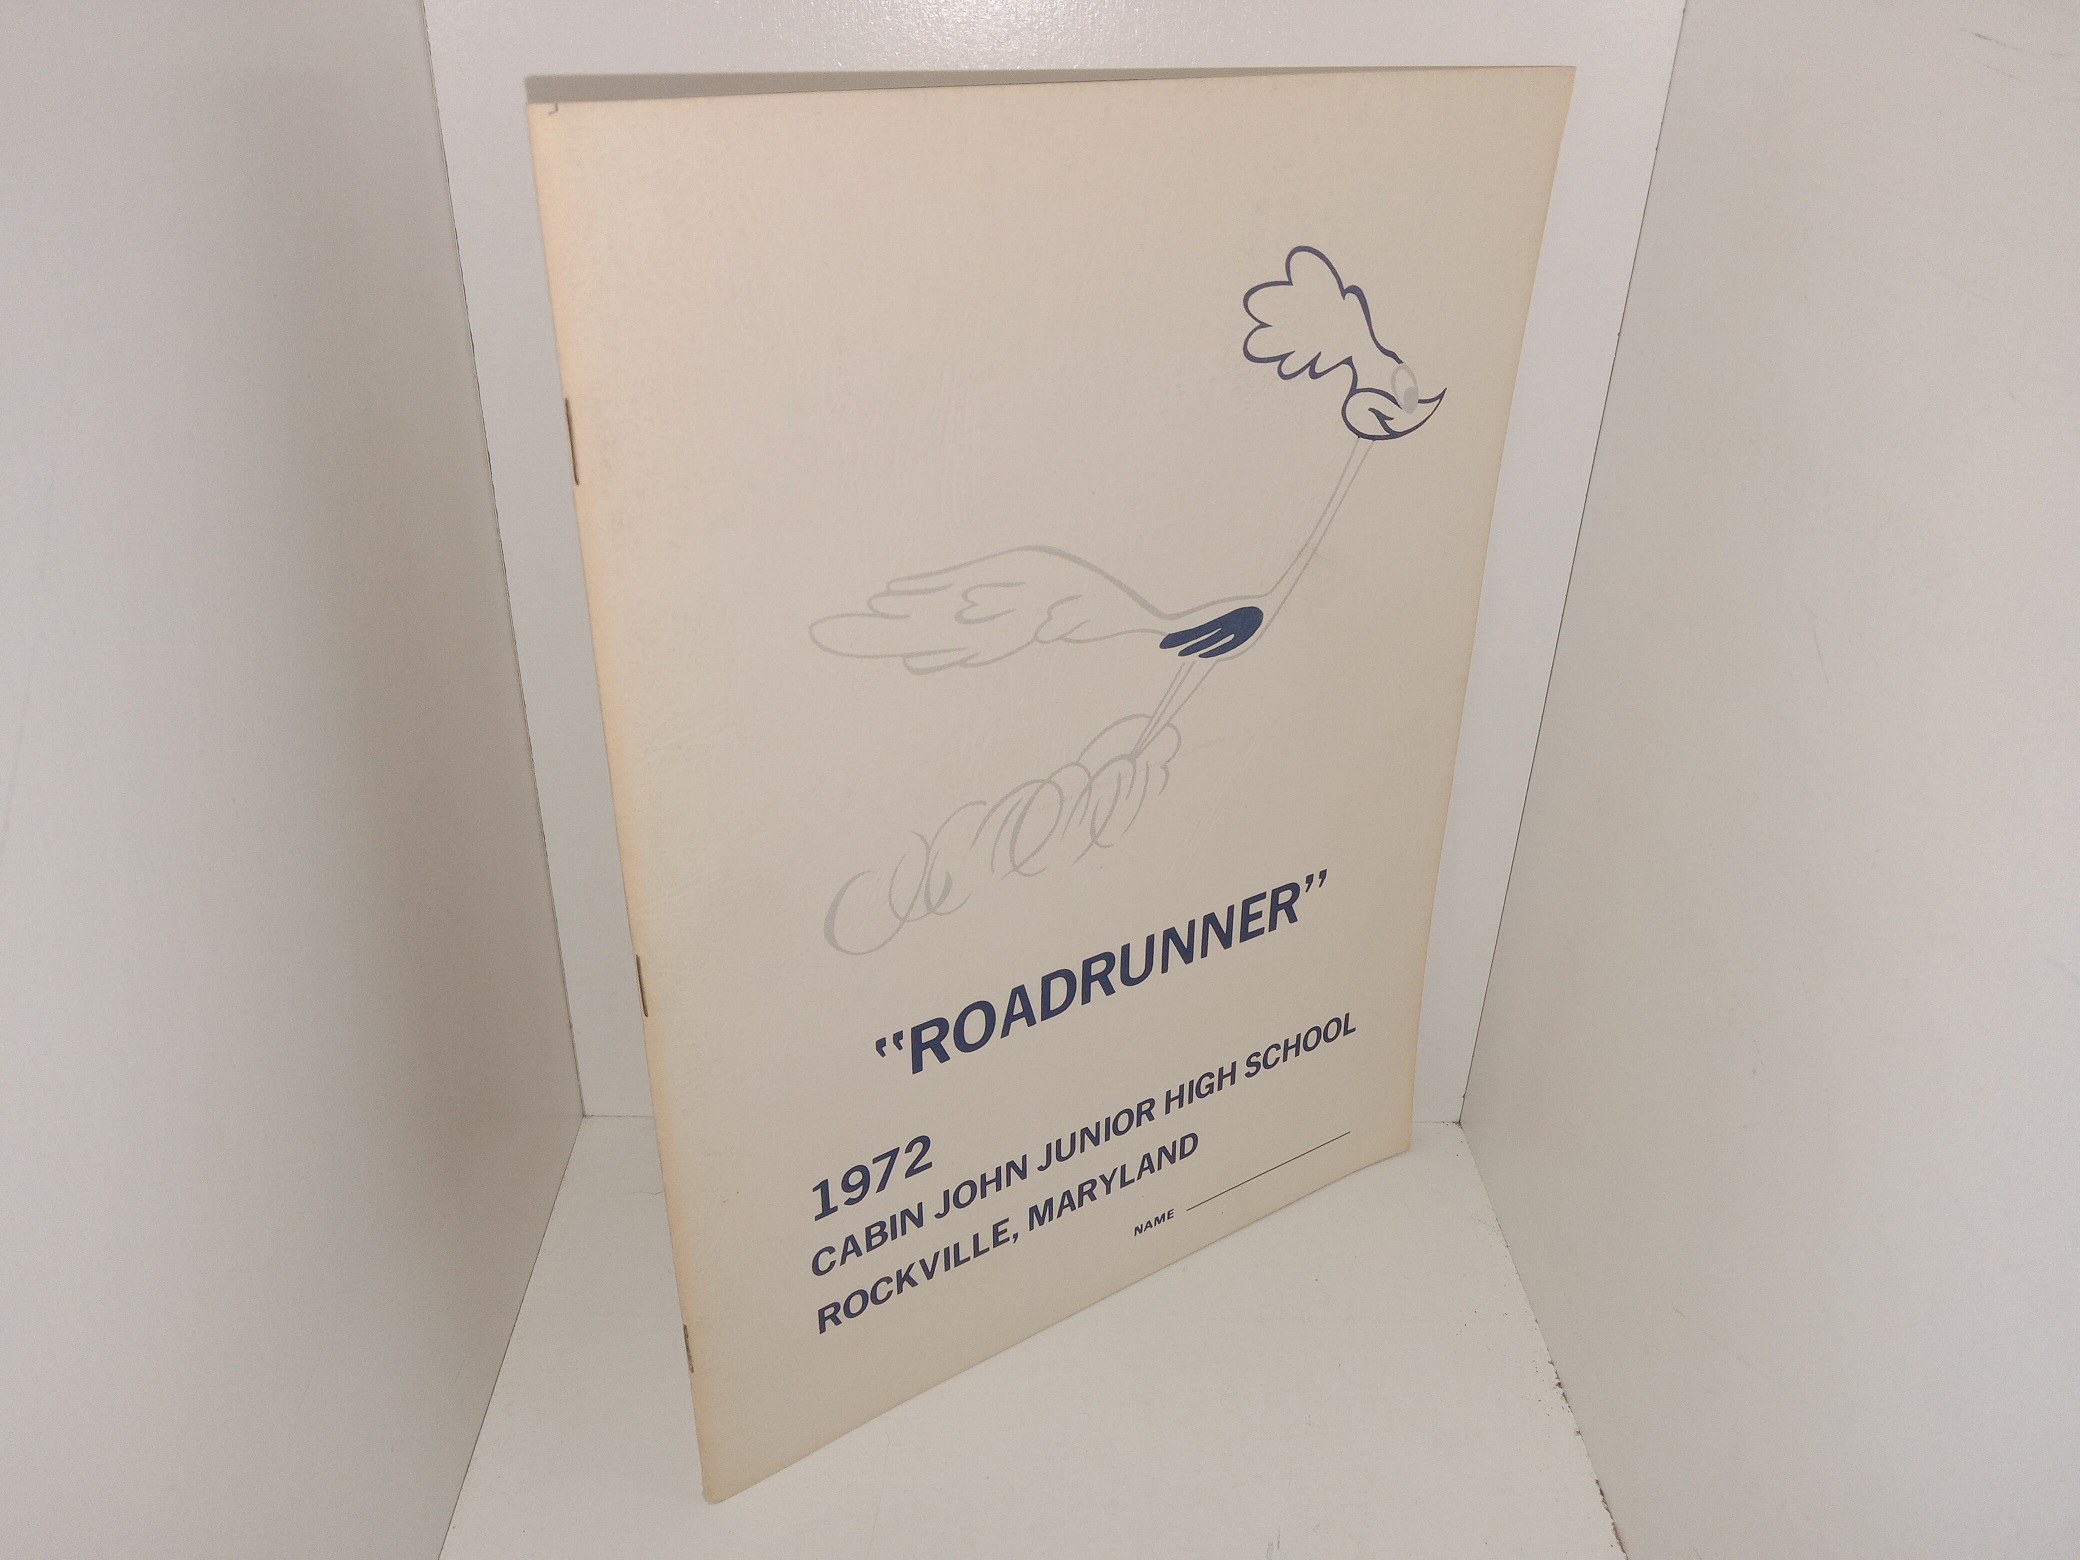 "ROADRUNNER"
1972
CABIN JOHN JUNIOR HIGH SCHOOL
ROCKVILLE, MARYLAND
NAME